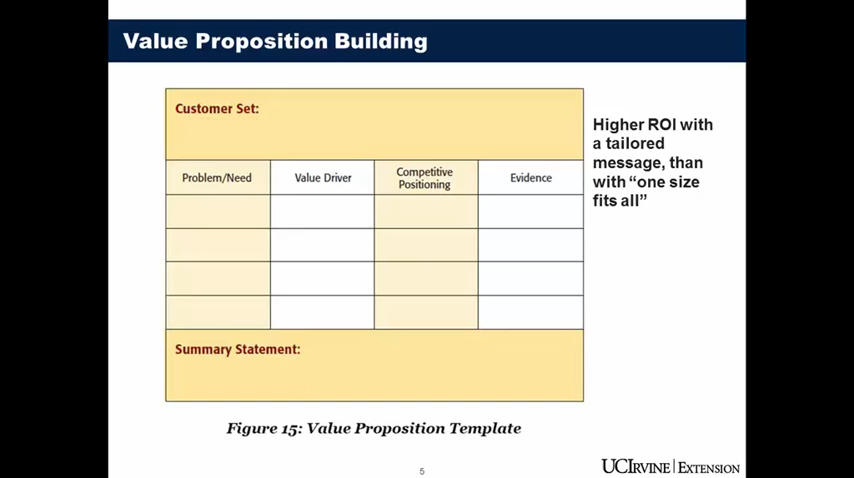 Value Proposition Building
Customer Set:
Problem/Need
Value Driver
Competitive
Positioning
Evidence
Summary Statement:
Figure 15: Value Proposition Template
Higher ROI with
a tailored
message, than
with “one size
fits all”
5
UCIRVINE | EXTENSION